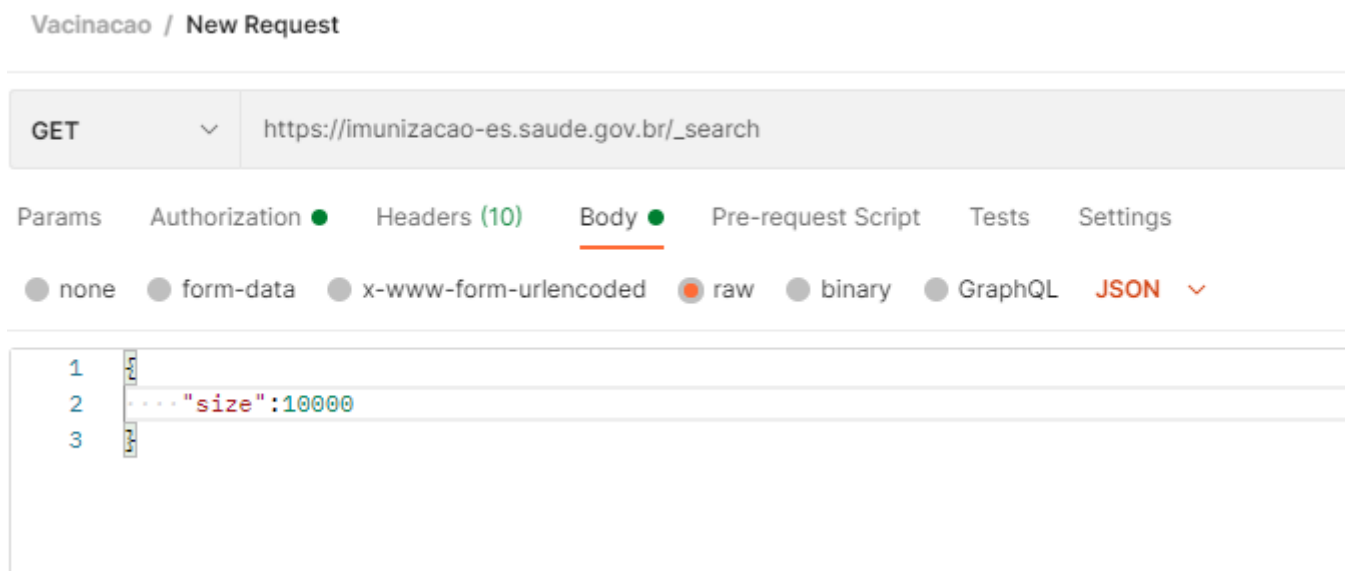 Vacinacao / New Request
GET https://imunizacao-es.saude.gov.br/_search
Params Authorization Headers (10) Body Pre-request Script Tests Settings
none form-data x-www-form-urlencoded raw binary GraphQL JSON
1 {
2 ····"size":10000
3 }